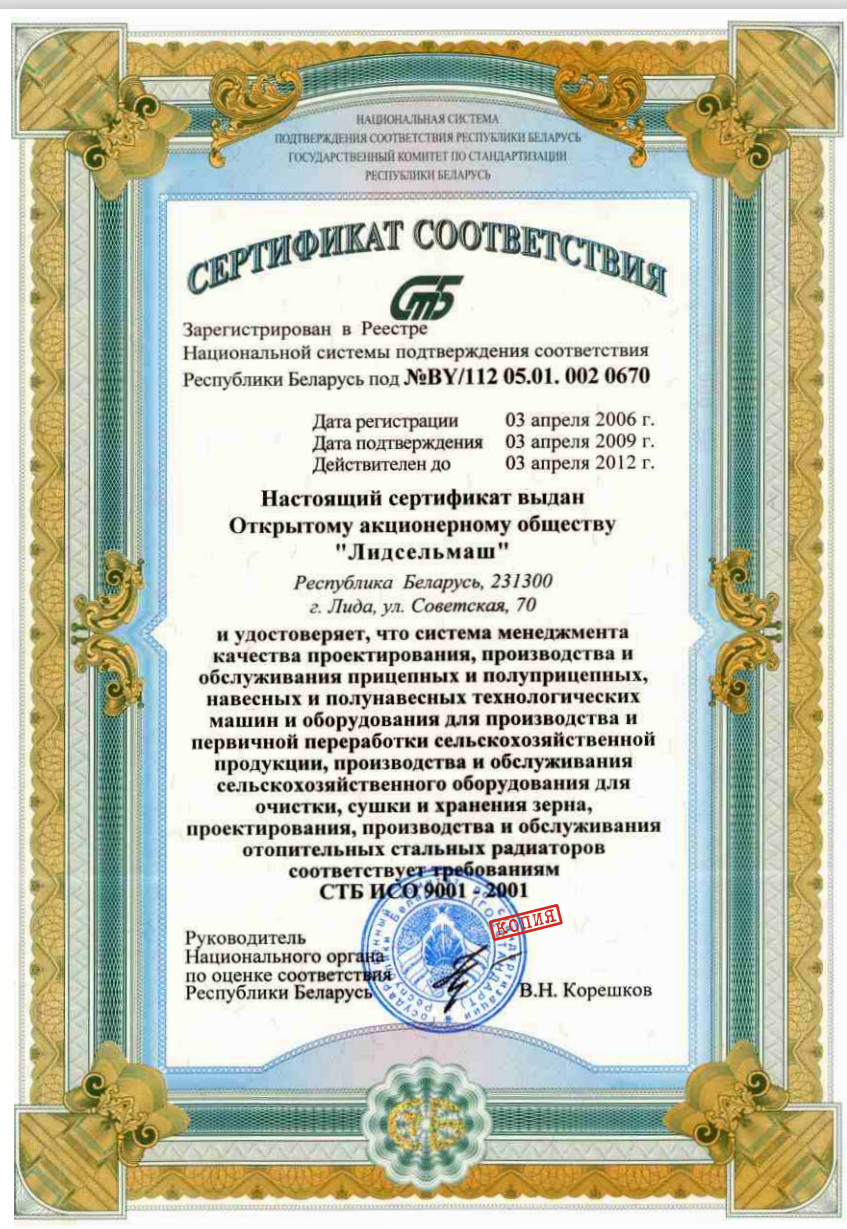 НАЦИОНАЛЬНАЯ СИСТЕМА
ПОДТВЕРЖДЕНИЯ СООТВЕТСТВИЯ РЕСПУБЛИКИ БЕЛАРУСЬ
ГОСУДАРСТВЕННЫЙ КОМИТЕТ ПО СТАНДАРТИЗАЦИИ
РЕСПУБЛИКИ БЕЛАРУСЬ
СЕРТИФИКАТ СООТВЕТСТВИЯ
СТБ
Зарегистрирован в Реестре
Национальной системы подтверждения соответствия
Республики Беларусь под №BY/112 05.01. 002 0670
Дата регистрации 03 апреля 2006 г.
Дата подтверждения 03 апреля 2009 г.
Действителен до 03 апреля 2012 г.
Настоящий сертификат выдан
Открытому акционерному обществу
"Лидсельмаш"
Республика Беларусь, 231300
г. Лида, ул. Советская, 70
и удостоверяет, что система менеджмента
качества проектирования, производства и
обслуживания прицепных и полуприцепных,
навесных и полунавесных технологических
машин и оборудования для производства и
первичной переработки сельскохозяйственной
продукции, производства и обслуживания
сельскохозяйственного оборудования для
очистки, сушки и хранения зерна,
проектирования, производства и обслуживания
отопительных стальных радиаторов
соответствует требованиям
СТБ ИСО 9001 - 2001
КОПИЯ
Руководитель
Национального органа
по оценке соответствия
Республики Беларусь
В.Н. Корешков